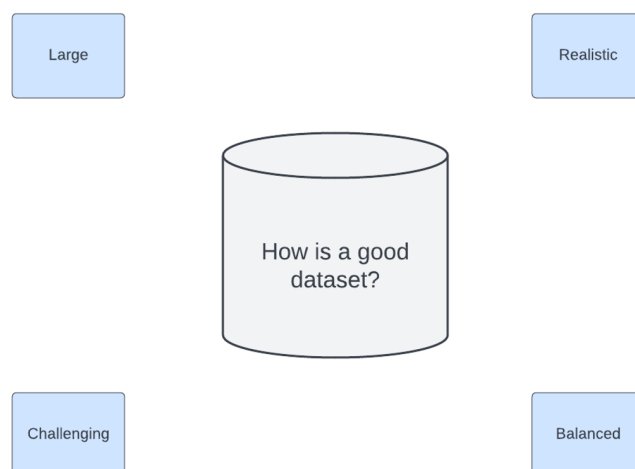 Large
Realistic
How is a good
dataset?
Challenging
Balanced